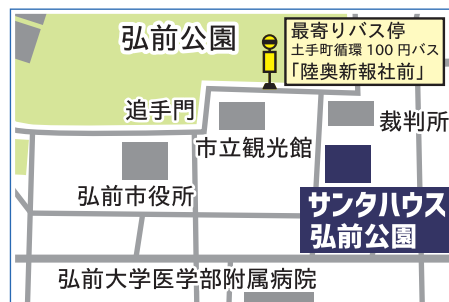 弘前公園
最寄りバス停
土手町循環100円バス
「陸奥新報社前」
追手門
裁判所
市立観光館
弘前市役所
サンタハウス
弘前公園
弘前大学医学部附属病院